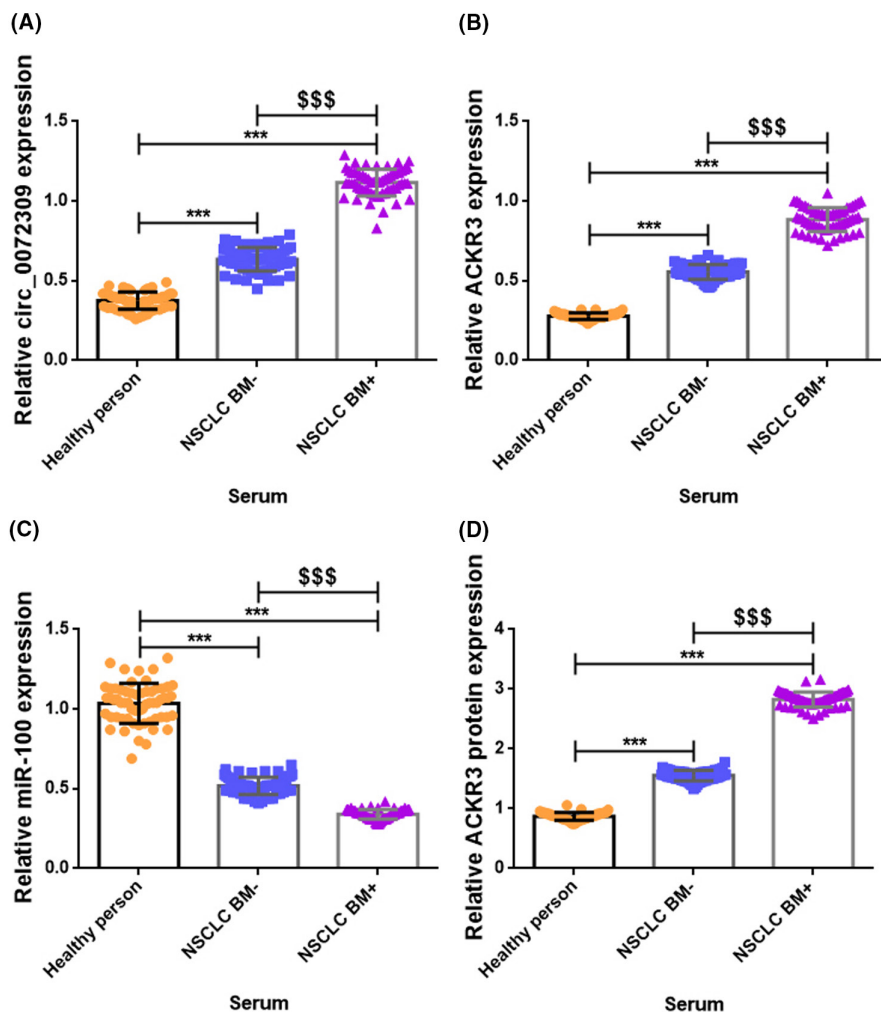 (A)
Relative circ_0072309 expression
1.5
1.0
0.5
0.0
$$$
***
***
Healthy person
NSCLC BM-
NSCLC BM+
Serum
(B)
Relative ACKR3 expression
1.5
1.0
0.5
0.0
$$$
***
***
Healthy person
NSCLC BM-
NSCLC BM+
Serum
(C)
Relative miR-100 expression
1.5
1.0
0.5
0.0
$$$
***
***
Healthy person
NSCLC BM-
NSCLC BM+
Serum
(D)
Relative ACKR3 protein expression
4
3
2
1
0
$$$
***
***
Healthy person
NSCLC BM-
NSCLC BM+
Serum